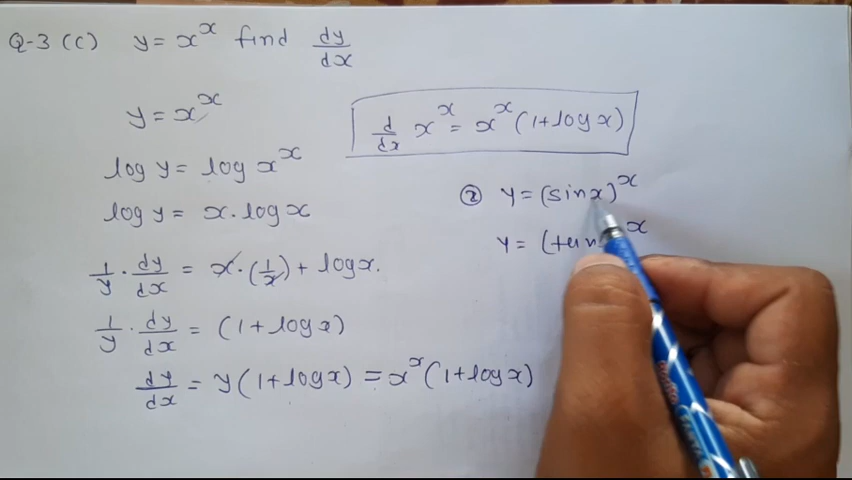 Q-3 (C) y = x^x find dy/dx
y = x^x
log y = log x^x
log y = x · log x
1/y · dy/dx = x · (1/x) + log x.
1/y · dy/dx = (1 + log x)
dy/dx = y (1 + log x) = x^x (1 + log x)
d/dx x^x = x^x (1 + log x)
② y = (sin x)^x
y = (tan x